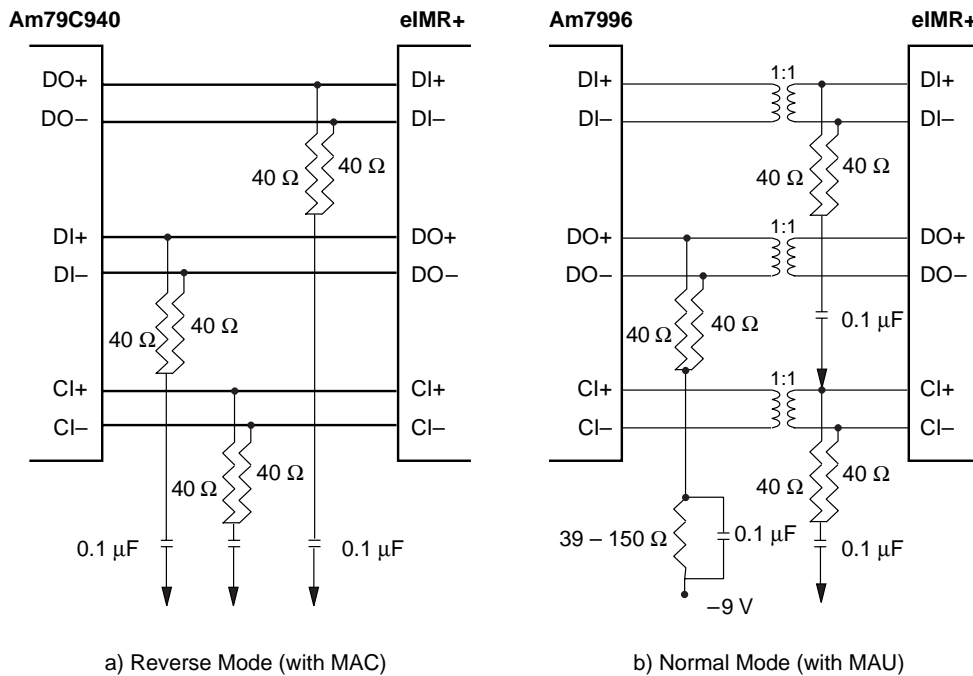 Am79C940
eIMR+
DO+
DI+
DO–
DI–
40 Ω
40 Ω
DI+
DO+
DI–
DO–
40 Ω
40 Ω
CI+
CI+
CI–
CI–
40 Ω
40 Ω
0.1 µF
0.1 µF
a) Reverse Mode (with MAC)
Am7996
eIMR+
1:1
DI+
DI+
DI–
DI–
40 Ω
40 Ω
1:1
DO+
DO+
DO–
DO–
40 Ω
40 Ω
0.1 µF
1:1
CI+
CI+
CI–
CI–
40 Ω
40 Ω
39 – 150 Ω
0.1 µF
0.1 µF
–9 V
b) Normal Mode (with MAU)